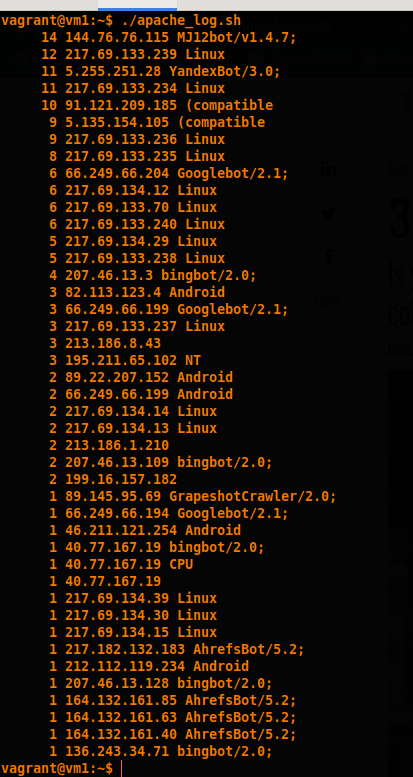 vagrant@vm1:~$ ./apache_log.sh
14 144.76.76.115 MJ12bot/v1.4.7;
12 217.69.133.239 Linux
11 5.255.251.28 YandexBot/3.0;
11 217.69.133.234 Linux
10 91.121.209.185 (compatible
9 5.135.154.105 (compatible
9 217.69.133.236 Linux
8 217.69.133.235 Linux
6 66.249.66.204 Googlebot/2.1;
6 217.69.134.12 Linux
6 217.69.133.70 Linux
6 217.69.133.240 Linux
5 217.69.134.29 Linux
5 217.69.133.238 Linux
4 207.46.13.3 bingbot/2.0;
3 82.113.123.4 Android
3 66.249.66.199 Googlebot/2.1;
3 217.69.133.237 Linux
3 213.186.8.43
3 195.211.65.102 NT
2 89.22.207.152 Android
2 66.249.66.199 Android
2 217.69.134.14 Linux
2 217.69.134.13 Linux
2 213.186.1.210
2 207.46.13.109 bingbot/2.0;
2 199.16.157.182
1 89.145.95.69 GrapeshotCrawler/2.0;
1 66.249.66.194 Googlebot/2.1;
1 46.211.121.254 Android
1 40.77.167.19 bingbot/2.0;
1 40.77.167.19 CPU
1 40.77.167.19
1 217.69.134.39 Linux
1 217.69.134.30 Linux
1 217.69.134.15 Linux
1 217.182.132.183 AhrefsBot/5.2;
1 212.112.119.234 Android
1 207.46.13.128 bingbot/2.0;
1 164.132.161.85 AhrefsBot/5.2;
1 164.132.161.63 AhrefsBot/5.2;
1 164.132.161.40 AhrefsBot/5.2;
1 136.243.34.71 bingbot/2.0;
vagrant@vm1:~$